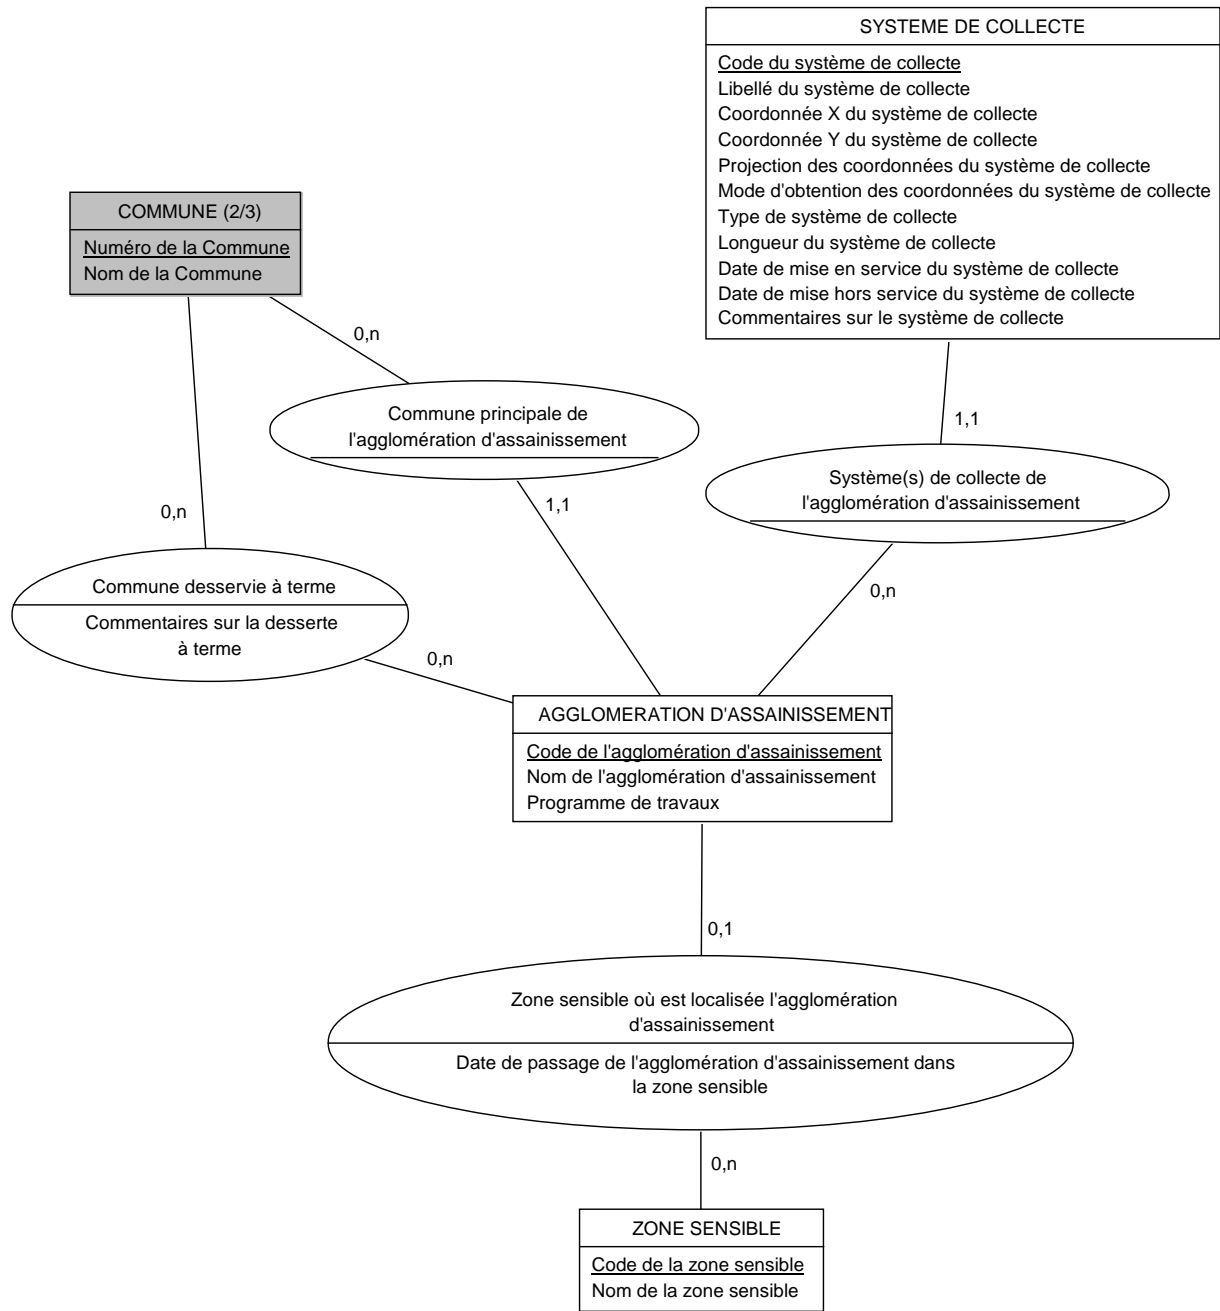 SYSTEME DE COLLECTE
Code du système de collecte
Libellé du système de collecte
Coordonnée X du système de collecte
Coordonnée Y du système de collecte
Projection des coordonnées du système de collecte
Mode d'obtention des coordonnées du système de collecte
Type de système de collecte
Longueur du système de collecte
Date de mise en service du système de collecte
Date de mise hors service du système de collecte
Commentaires sur le système de collecte
COMMUNE (2/3)
Numéro de la Commune
Nom de la Commune
0,n
Commune principale de
l'agglomération d'assainissement
1,1
Système(s) de collecte de
l'agglomération d'assainissement
1,1
0,n
Commune desservie à terme
Commentaires sur la desserte
à terme
0,n
0,n
AGGLOMERATION D'ASSAINISSEMENT
Code de l'agglomération d'assainissement
Nom de l'agglomération d'assainissement
Programme de travaux
0,1
Zone sensible où est localisée l'agglomération
d'assainissement
Date de passage de l'agglomération d'assainissement dans
la zone sensible
0,n
ZONE SENSIBLE
Code de la zone sensible
Nom de la zone sensible